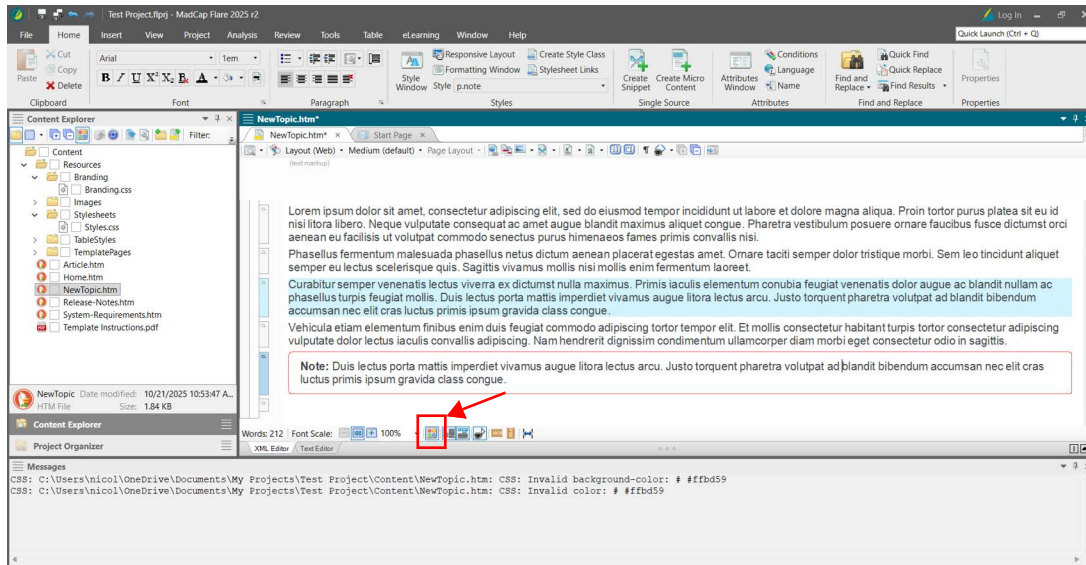 Test Project.flprj - MadCap Flare 2025 r2
Log In
File Home Insert View Project Analysis Review Tools Table eLearning Window Help
Quick Launch (Ctrl + Q)
Paste
Cut
Copy
Delete
Clipboard
Arial 1em
B I U X² X₂
Font
Paragraph
Style Window
Responsive Layout Create Style Class
Formatting Window Stylesheet Links
Style p.note
Styles
Create Snippet
Create Micro Content
Single Source
Attributes Window
Conditions
Language
Name
Attributes
Find and Replace
Quick Find
Quick Replace
Find Results
Find and Replace
Properties
Properties
Content Explorer
Filter:
Content
Resources
Branding
Branding.css
Images
Stylesheets
Styles.css
TableStyles
TemplatePages
Article.htm
Home.htm
NewTopic.htm
Release-Notes.htm
System-Requirements.htm
Template Instructions.pdf
NewTopic Date modified: 10/21/2025 10:53:47 A...
HTM File Size: 1.84 KB
Content Explorer
Project Organizer
NewTopic.htm*
NewTopic.htm* Start Page
Layout (Web) Medium (default) Page Layout
(text markup)
Lorem ipsum dolor sit amet, consectetur adipiscing elit, sed do eiusmod tempor incididunt ut labore et dolore magna aliqua. Proin tortor purus platea sit eu id
nisi litora libero. Neque vulputate consequat ac amet augue blandit maximus aliquet congue. Pharetra vestibulum posuere ornare faucibus fusce dictumst orci
aenean eu facilisis ut volutpat commodo senectus purus himenaeos fames primis convallis nisi.
Phasellus fermentum malesuada phasellus netus dictum aenean placerat egestas amet. Ornare taciti semper dolor tristique morbi. Sem leo tincidunt aliquet
semper eu lectus scelerisque quis. Sagittis vivamus mollis nisi mollis enim fermentum laoreet.
Curabitur semper venenatis lectus viverra ex dictumst nulla maximus. Primis iaculis elementum conubia feugiat venenatis dolor augue ac blandit nullam ac
phasellus turpis feugiat mollis. Duis lectus porta mattis imperdiet vivamus augue litora lectus arcu. Justo torquent pharetra volutpat ad blandit bibendum
accumsan nec elit cras luctus primis ipsum gravida class congue.
Vehicula etiam elementum finibus enim duis feugiat commodo adipiscing tortor tempor elit. Et mollis consectetur habitant turpis tortor consectetur adipiscing
vulputate dolor lectus iaculis convallis adipiscing. Nam hendrerit dignissim condimentum ullamcorper diam morbi eget consectetur odio in sagittis.
Note: Duis lectus porta mattis imperdiet vivamus augue litora lectus arcu. Justo torquent pharetra volutpat ad blandit bibendum accumsan nec elit cras
luctus primis ipsum gravida class congue.
Words: 212 Font Scale: 100%
XML Editor Text Editor
Messages
CSS: C:\Users\nicol\OneDrive\Documents\My Projects\Test Project\Content\NewTopic.htm: CSS: Invalid background-color: # #ffbd59
CSS: C:\Users\nicol\OneDrive\Documents\My Projects\Test Project\Content\NewTopic.htm: CSS: Invalid color: # #ffbd59